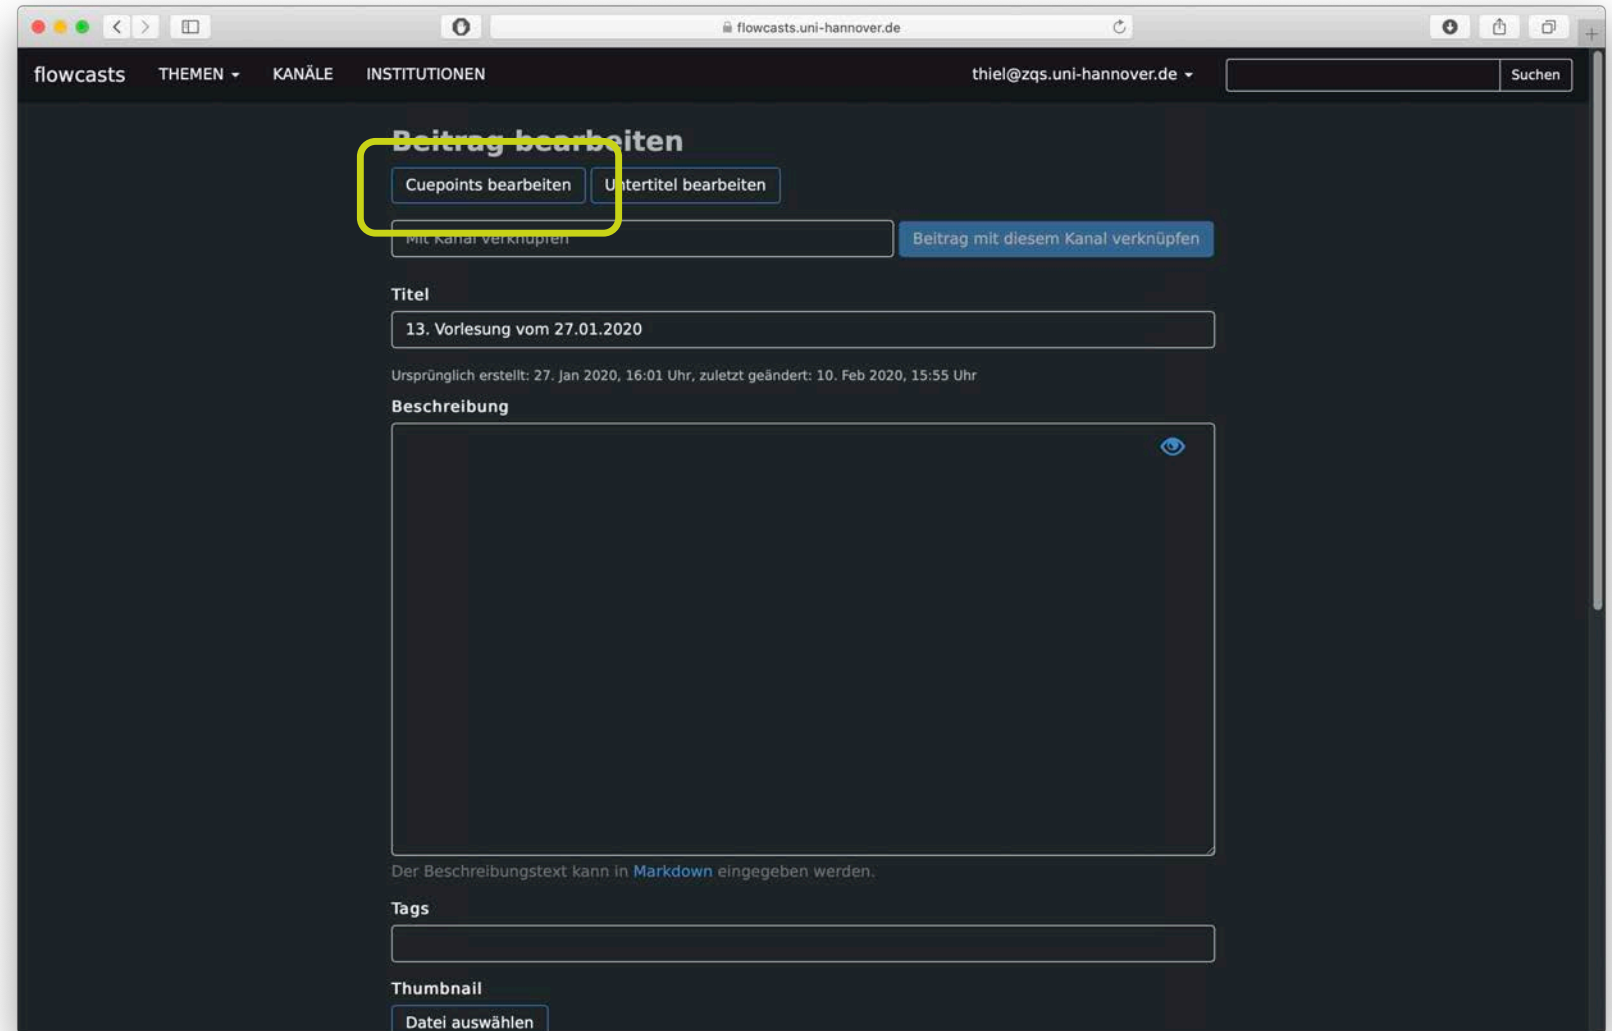 flowcasts.uni-hannover.de
flowcasts THEMEN KANÄLE INSTITUTIONEN thiel@zqs.uni-hannover.de Suchen
Beitrag bearbeiten
Cuepoints bearbeiten Untertitel bearbeiten
Mit Kanal verknüpfen Beitrag mit diesem Kanal verknüpfen
Titel
13. Vorlesung vom 27.01.2020
Ursprünglich erstellt: 27. Jan 2020, 16:01 Uhr, zuletzt geändert: 10. Feb 2020, 15:55 Uhr
Beschreibung
Der Beschreibungstext kann in Markdown eingegeben werden.
Tags
Thumbnail
Datei auswählen